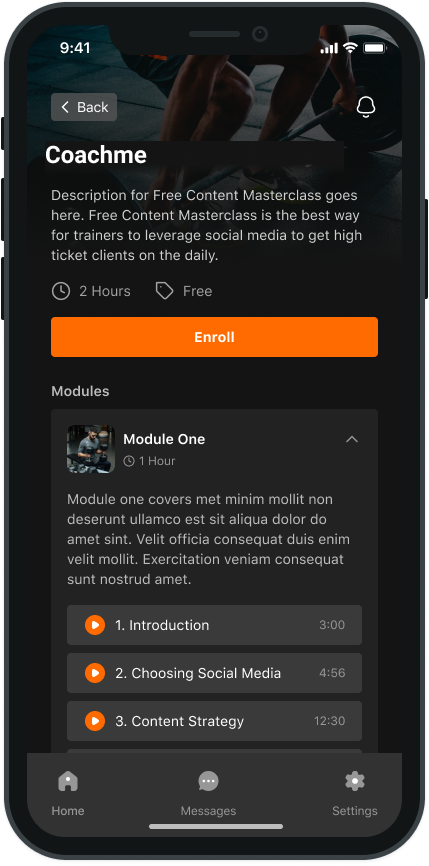 9:41
Back
Coachme
Description for Free Content Masterclass goes
here. Free Content Masterclass is the best way
for trainers to leverage social media to get high
ticket clients on the daily.
2 Hours
Free
Enroll
Modules
Module One
1 Hour
Module one covers met minim mollit non
deserunt ullamco est sit aliqua dolor do
amet sint. Velit officia consequat duis enim
velit mollit. Exercitation veniam consequat
sunt nostrud amet.
1. Introduction 3:00
2. Choosing Social Media 4:56
3. Content Strategy 12:30
Home
Messages
Settings